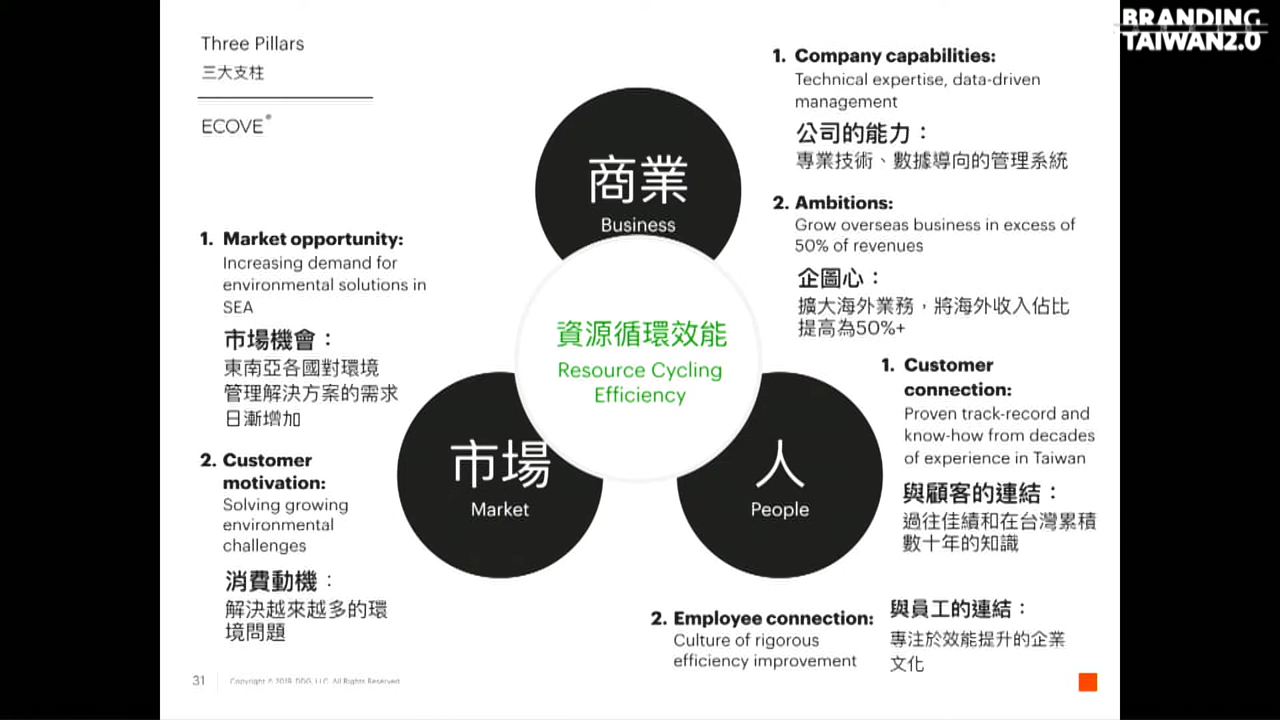 BRANDING
TAIWAN2.0
Three Pillars
三大支柱
ECOVE®
1. Market opportunity:
Increasing demand for
environmental solutions in
SEA
市場機會：
東南亞各國對環境
管理解決方案的需求
日漸增加
2. Customer
motivation:
Solving growing
environmental
challenges
消費動機：
解決越來越多的環
境問題
商業
Business
資源循環效能
Resource Cycling
Efficiency
市場
Market
人
People
1. Company capabilities:
Technical expertise, data-driven
management
公司的能力：
專業技術、數據導向的管理系統
2. Ambitions:
Grow overseas business in excess of
50% of revenues
企圖心：
擴大海外業務，將海外收入佔比
提高為50%+
1. Customer
connection:
Proven track-record and
know-how from decades
of experience in Taiwan
與顧客的連結：
過往佳績和在台灣累積
數十年的知識
2. Employee connection:
Culture of rigorous
efficiency improvement
與員工的連結：
專注於效能提升的企業
文化
31
Copyright © 2019, DDG, LLC. All Rights Reserved.